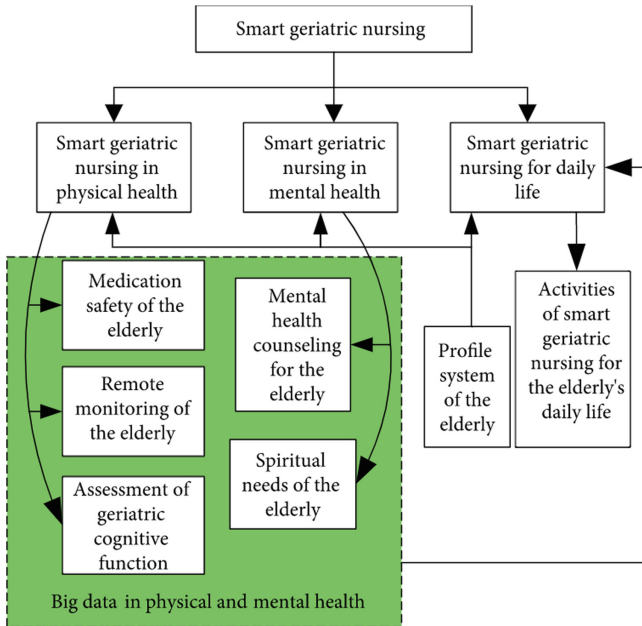 Smart geriatric nursing
Smart geriatric
nursing in
physical health
Smart geriatric
nursing in
mental health
Smart geriatric
nursing for daily
life
Medication
safety of the
elderly
Remote
monitoring of
the elderly
Assessment of
geriatric
cognitive
function
Mental
health
counseling
for the
elderly
Spiritual
needs of the
elderly
Profile
system
of the
elderly
Activities
of smart
geriatric
nursing for
the elderly's
daily life
Big data in physical and mental health